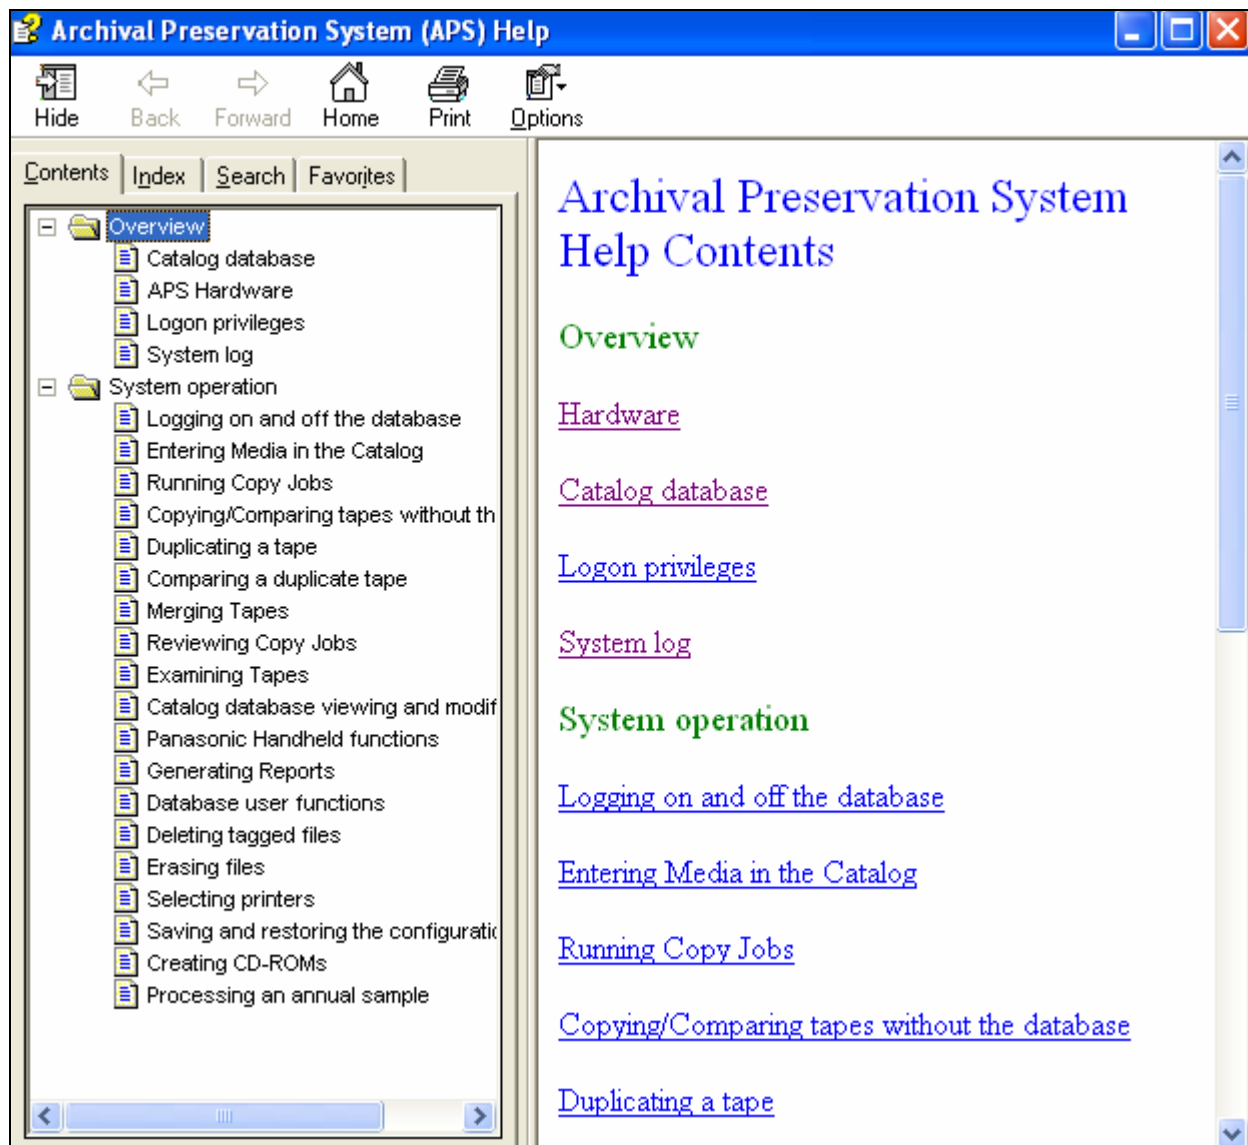 Archival Preservation System (APS) Help
Hide Back Forward Home Print Options
Contents Index Search Favorites
Overview
Catalog database
APS Hardware
Logon privileges
System log
System operation
Logging on and off the database
Entering Media in the Catalog
Running Copy Jobs
Copying/Comparing tapes without th
Duplicating a tape
Comparing a duplicate tape
Merging Tapes
Reviewing Copy Jobs
Examining Tapes
Catalog database viewing and modif
Panasonic Handheld functions
Generating Reports
Database user functions
Deleting tagged files
Erasing files
Selecting printers
Saving and restoring the configuratic
Creating CD-ROMs
Processing an annual sample
Archival Preservation System
Help Contents
Overview
Hardware
Catalog database
Logon privileges
System log
System operation
Logging on and off the database
Entering Media in the Catalog
Running Copy Jobs
Copying/Comparing tapes without the database
Duplicating a tape